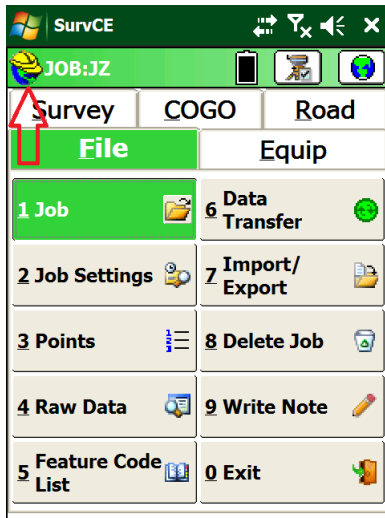 SurvCE
JOB:JZ
Survey COGO Road
File Equip
1 Job
6 Data
Transfer
2 Job Settings
7 Import/
Export
3 Points
8 Delete Job
4 Raw Data
9 Write Note
5 Feature Code
List
0 Exit